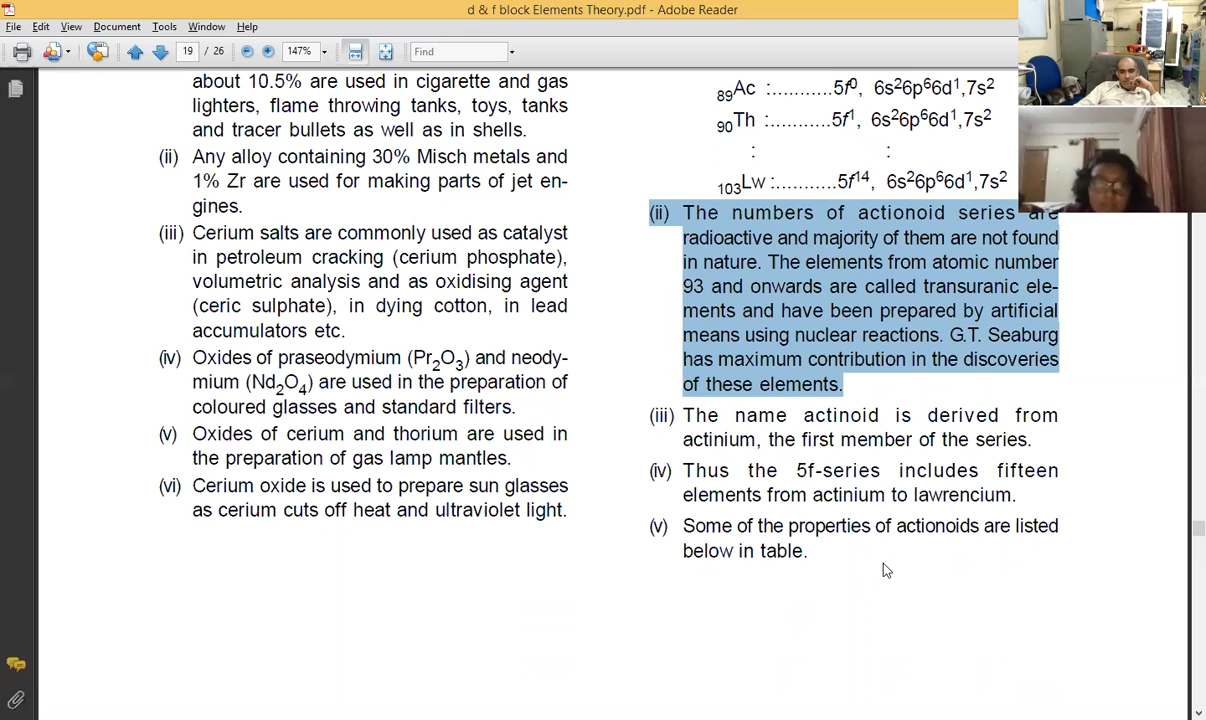 d & f block Elements Theory.pdf - Adobe Reader
File Edit View Document Tools Window Help
19 / 26 147% Find
about 10.5% are used in cigarette and gas
lighters, flame throwing tanks, toys, tanks
and tracer bullets as well as in shells.
(ii) Any alloy containing 30% Misch metals and
1% Zr are used for making parts of jet en-
gines.
(iii) Cerium salts are commonly used as catalyst
in petroleum cracking (cerium phosphate),
volumetric analysis and as oxidising agent
(ceric sulphate), in dying cotton, in lead
accumulators etc.
(iv) Oxides of praseodymium (Pr₂O₃) and neody-
mium (Nd₂O₄) are used in the preparation of
coloured glasses and standard filters.
(v) Oxides of cerium and thorium are used in
the preparation of gas lamp mantles.
(vi) Cerium oxide is used to prepare sun glasses
as cerium cuts off heat and ultraviolet light.
₈₉Ac :...........5f⁰, 6s²6p⁶6d¹,7s²
₉₀Th :...........5f¹, 6s²6p⁶6d¹,7s²
: :
₁₀₃Lw :...........5f¹⁴, 6s²6p⁶6d¹,7s²
(ii) The numbers of actionoid series are
radioactive and majority of them are not found
in nature. The elements from atomic number
93 and onwards are called transuranic ele-
ments and have been prepared by artificial
means using nuclear reactions. G.T. Seaburg
has maximum contribution in the discoveries
of these elements.
(iii) The name actinoid is derived from
actinium, the first member of the series.
(iv) Thus the 5f-series includes fifteen
elements from actinium to lawrencium.
(v) Some of the properties of actionoids are listed
below in table.